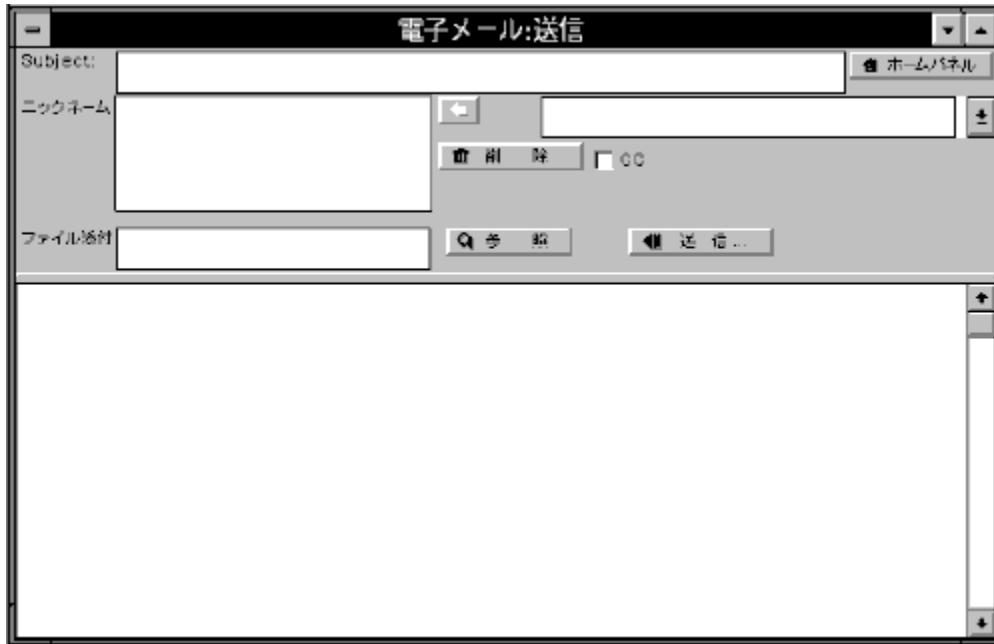 電子メール:送信
Subject:
ホームパネル
ニックネーム
削 除
CC
ファイル添付
参 照
送 信...